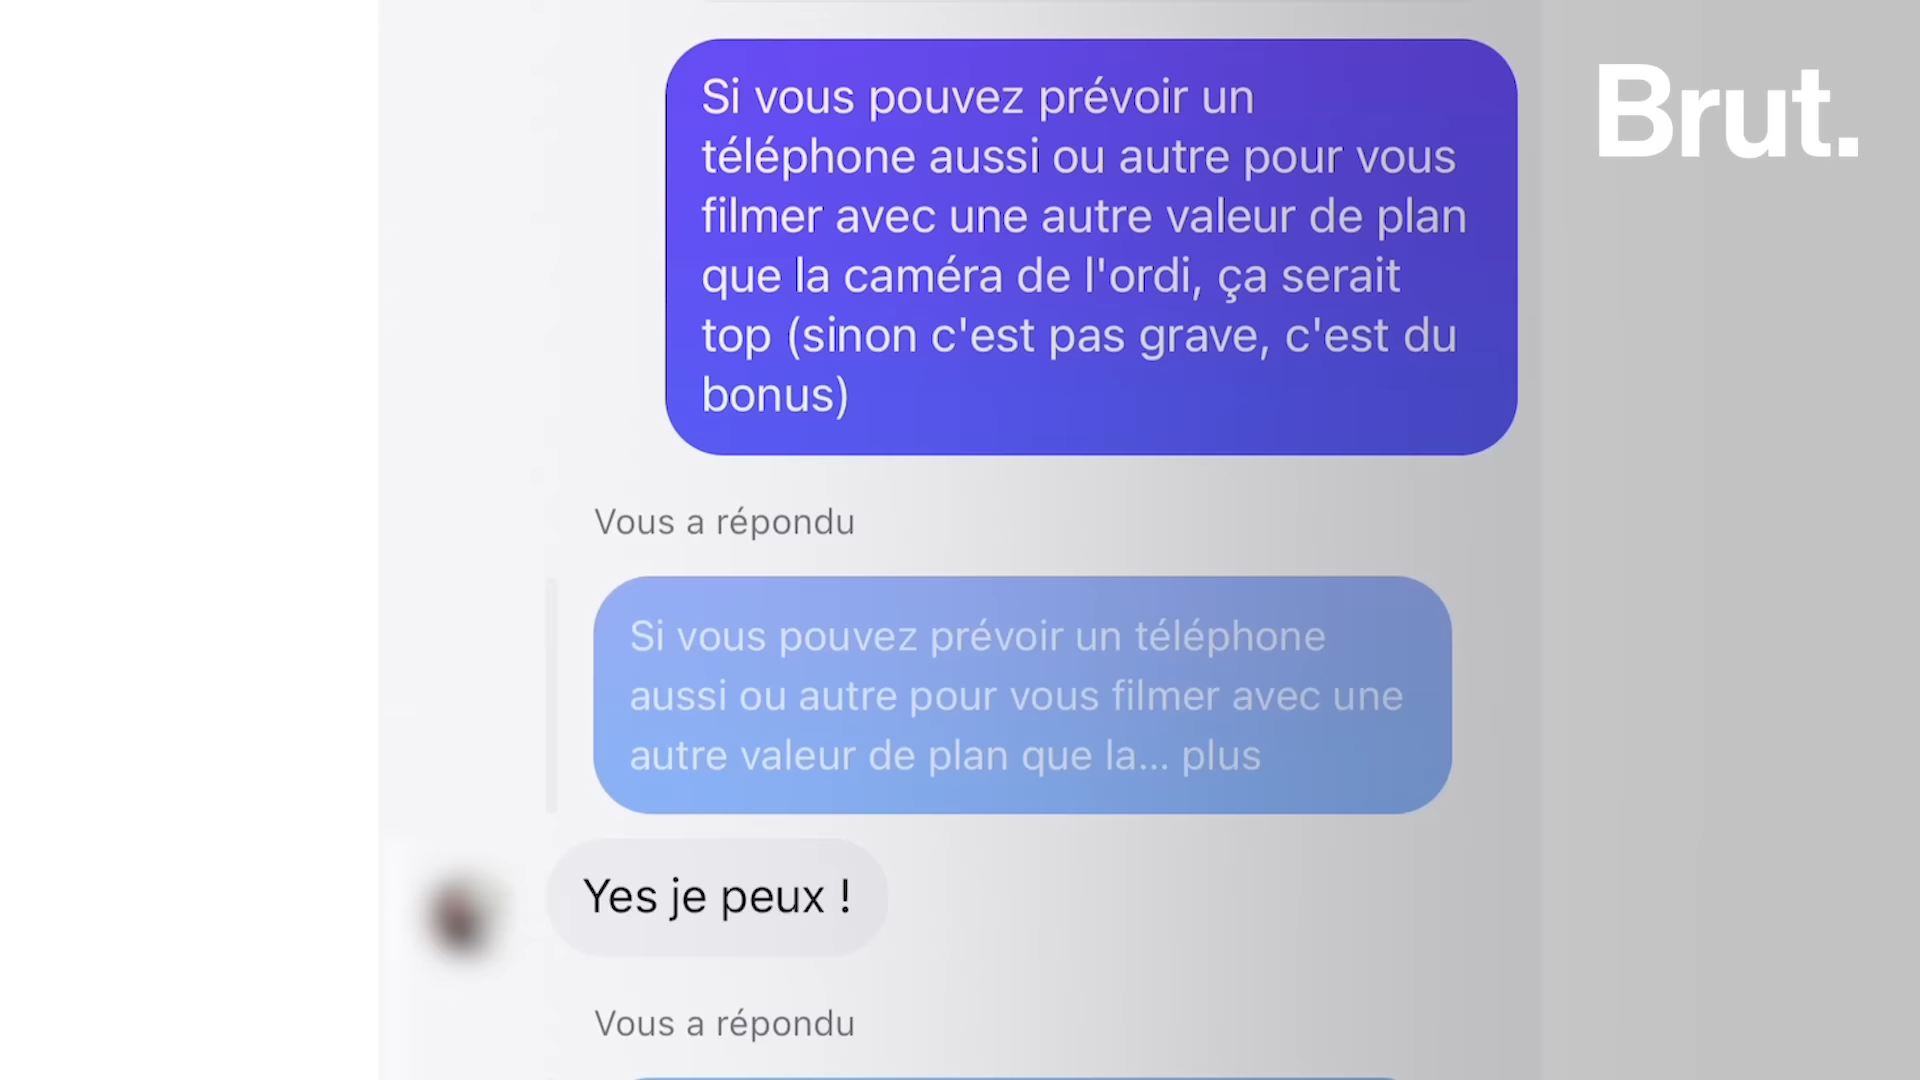 Brut.
Si vous pouvez prévoir un
téléphone aussi ou autre pour vous
filmer avec une autre valeur de plan
que la caméra de l'ordi, ça serait
top (sinon c'est pas grave, c'est du
bonus)
Vous a répondu
Si vous pouvez prévoir un téléphone
aussi ou autre pour vous filmer avec une
autre valeur de plan que la... plus
Yes je peux !
Vous a répondu